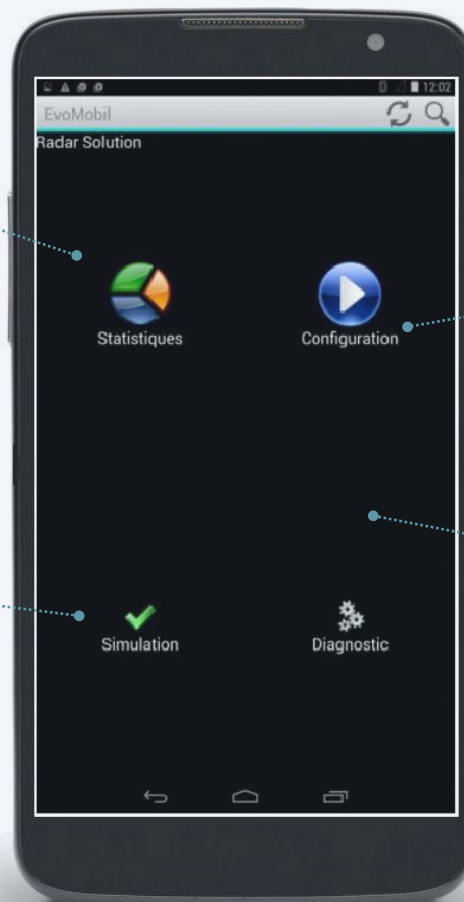 12:02
EvoMobil
Radar Solution
Statistiques
Configuration
Simulation
Diagnostic